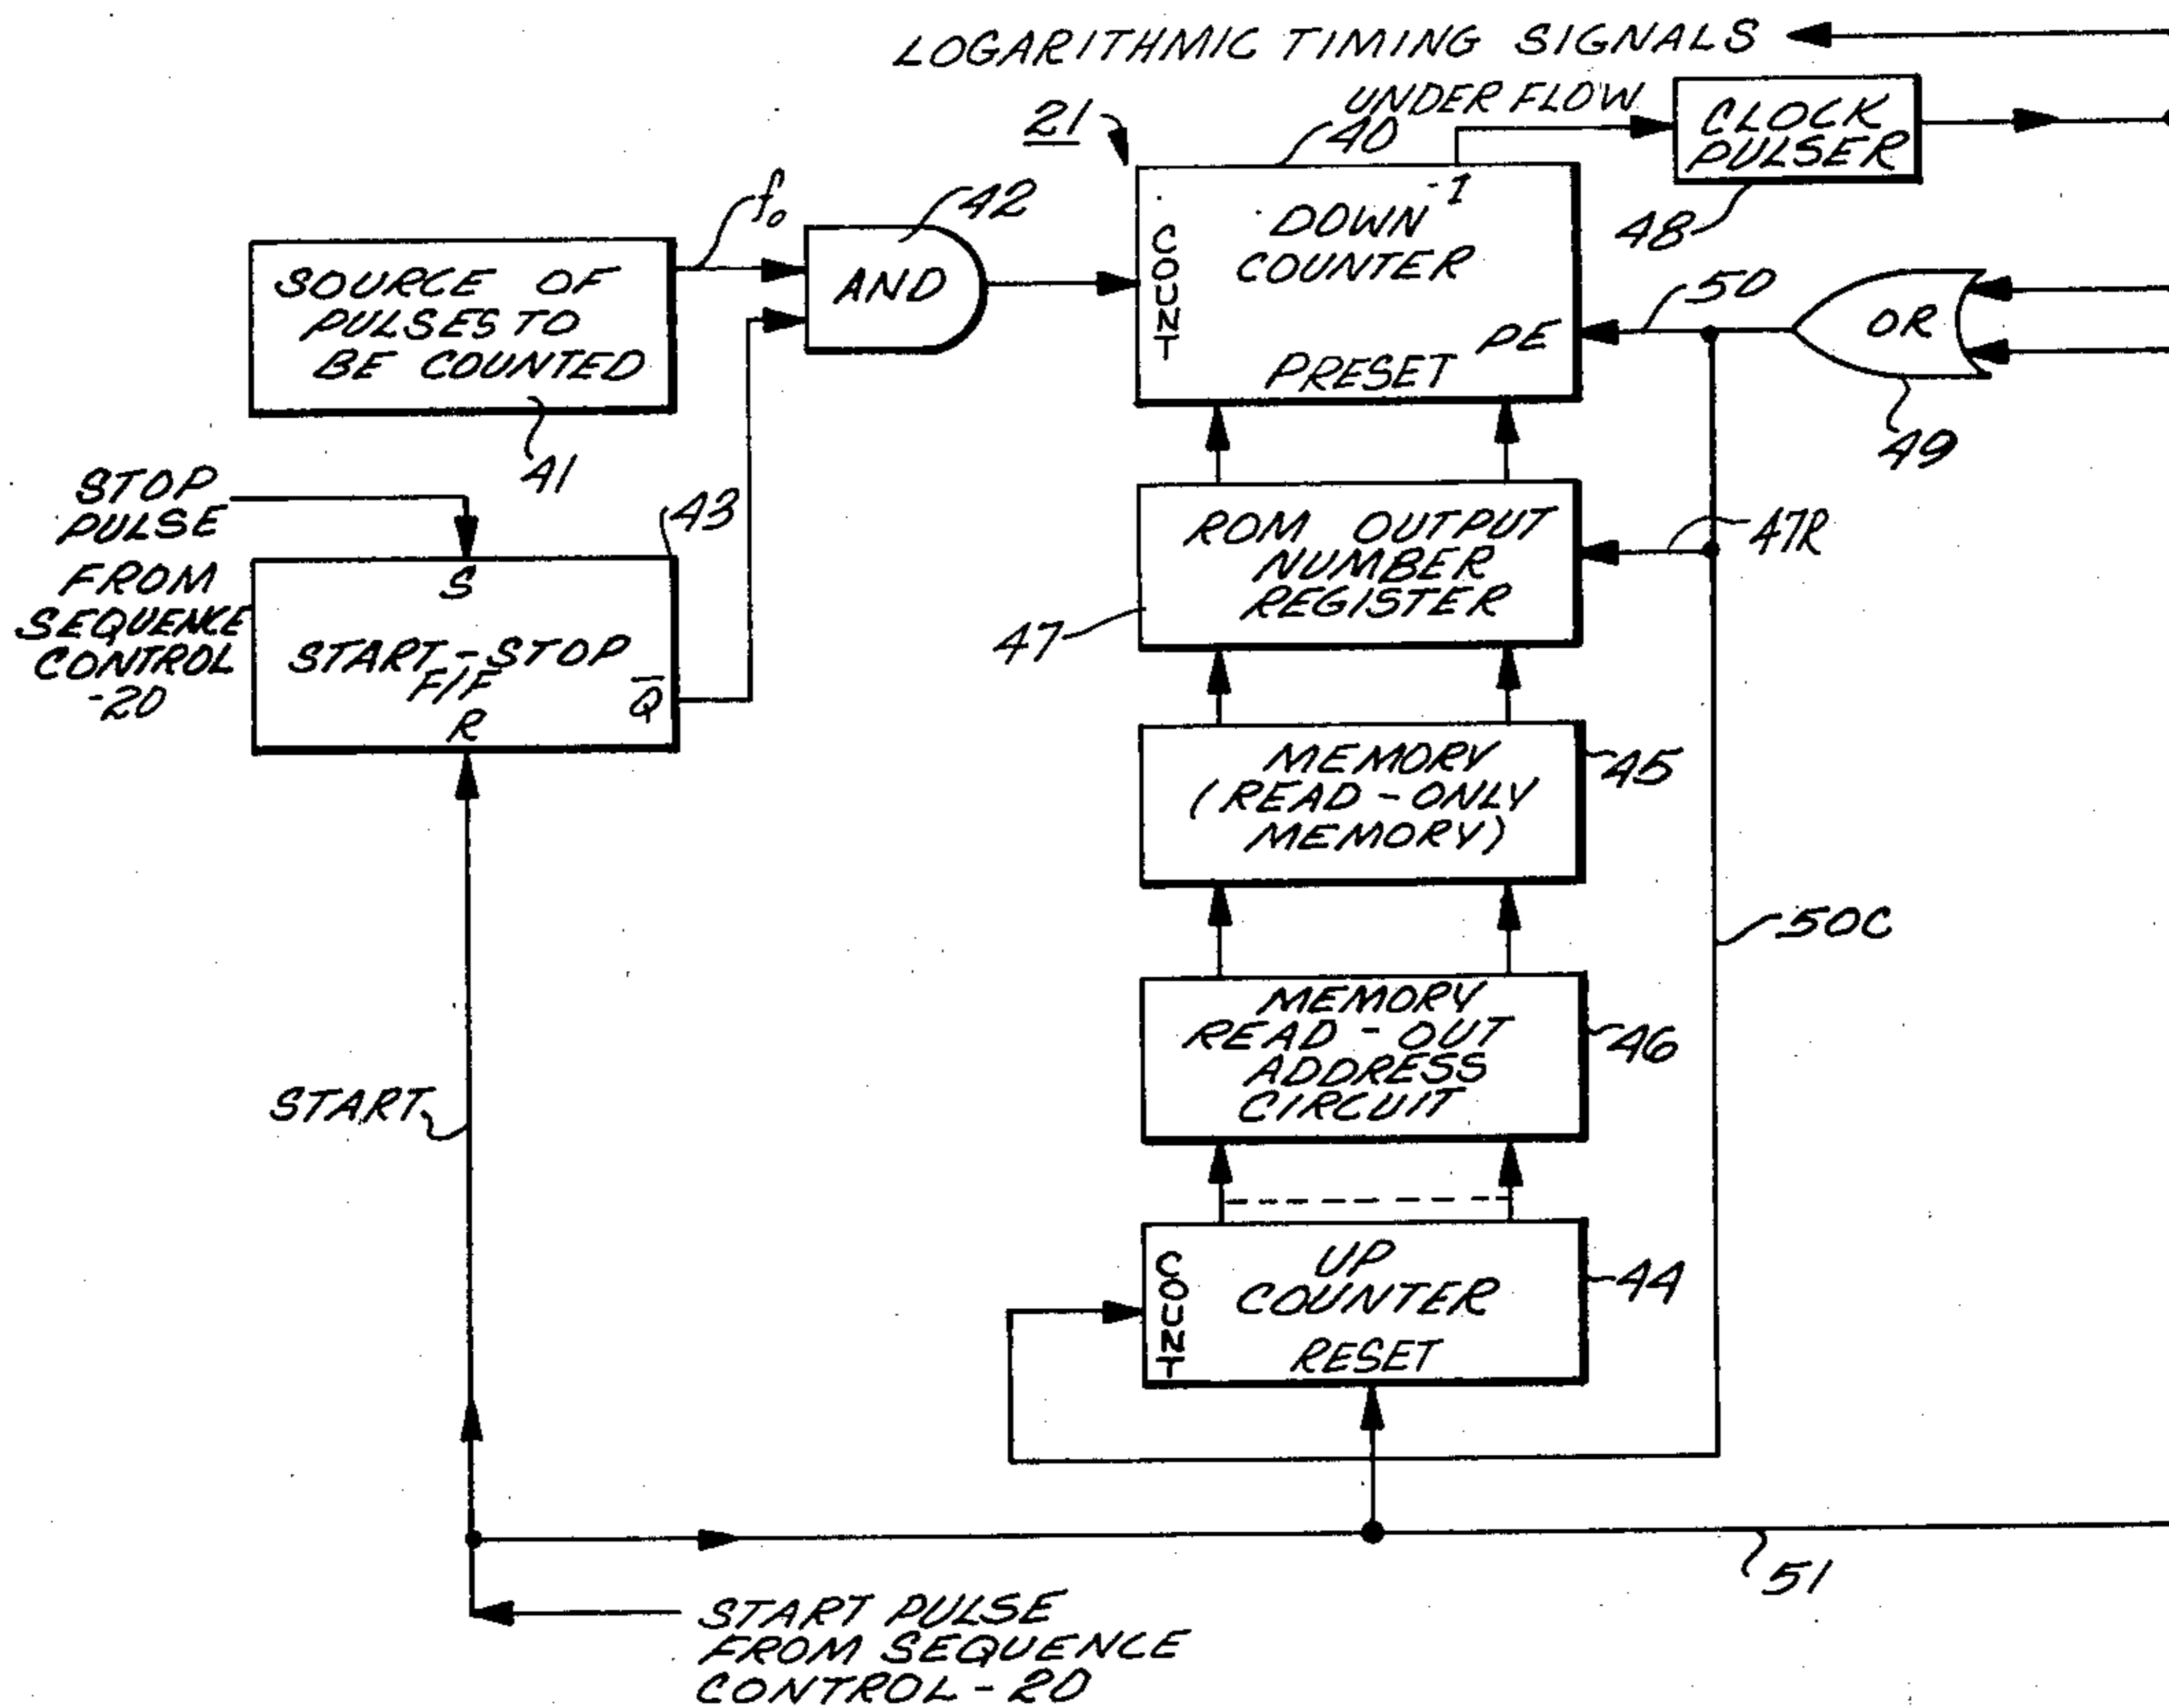 LOGARITHMIC TIMING SIGNALS
UNDER FLOW
21
40
CLOCK
PULSER
48
-1
DOWN
COUNTER
COUNT
PE
PRESET
f₀
42
AND
SOURCE OF
PULSES TO
BE COUNTED
41
50
OR
49
STOP
PULSE
FROM
SEQUENCE
CONTROL
-20
43
S
START-STOP
F/F
R
Q̅
ROM OUTPUT
NUMBER
REGISTER
47
47R
MEMORY
(READ-ONLY
MEMORY)
45
50C
MEMORY
READ-OUT
ADDRESS
CIRCUIT
46
START
COUNT
UP
COUNTER
RESET
44
51
START PULSE
FROM SEQUENCE
CONTROL-20